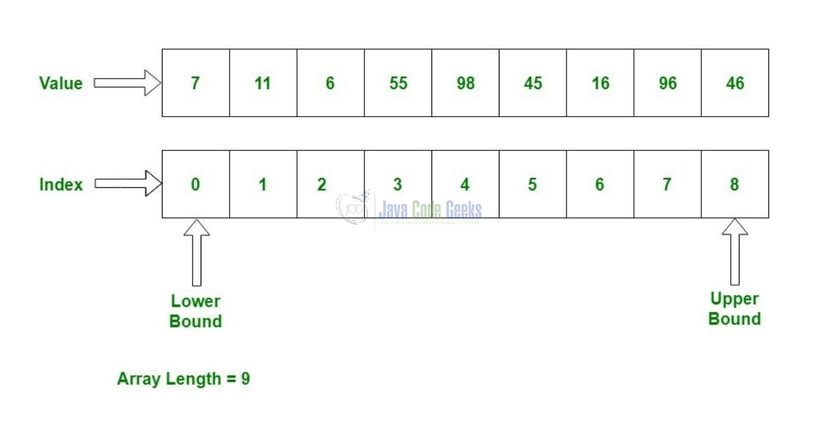 Value 7 11 6 55 98 45 16 96 46
Index 0 1 2 3 4 5 6 7 8
Java Code Geeks
Lower
Bound
Upper
Bound
Array Length = 9